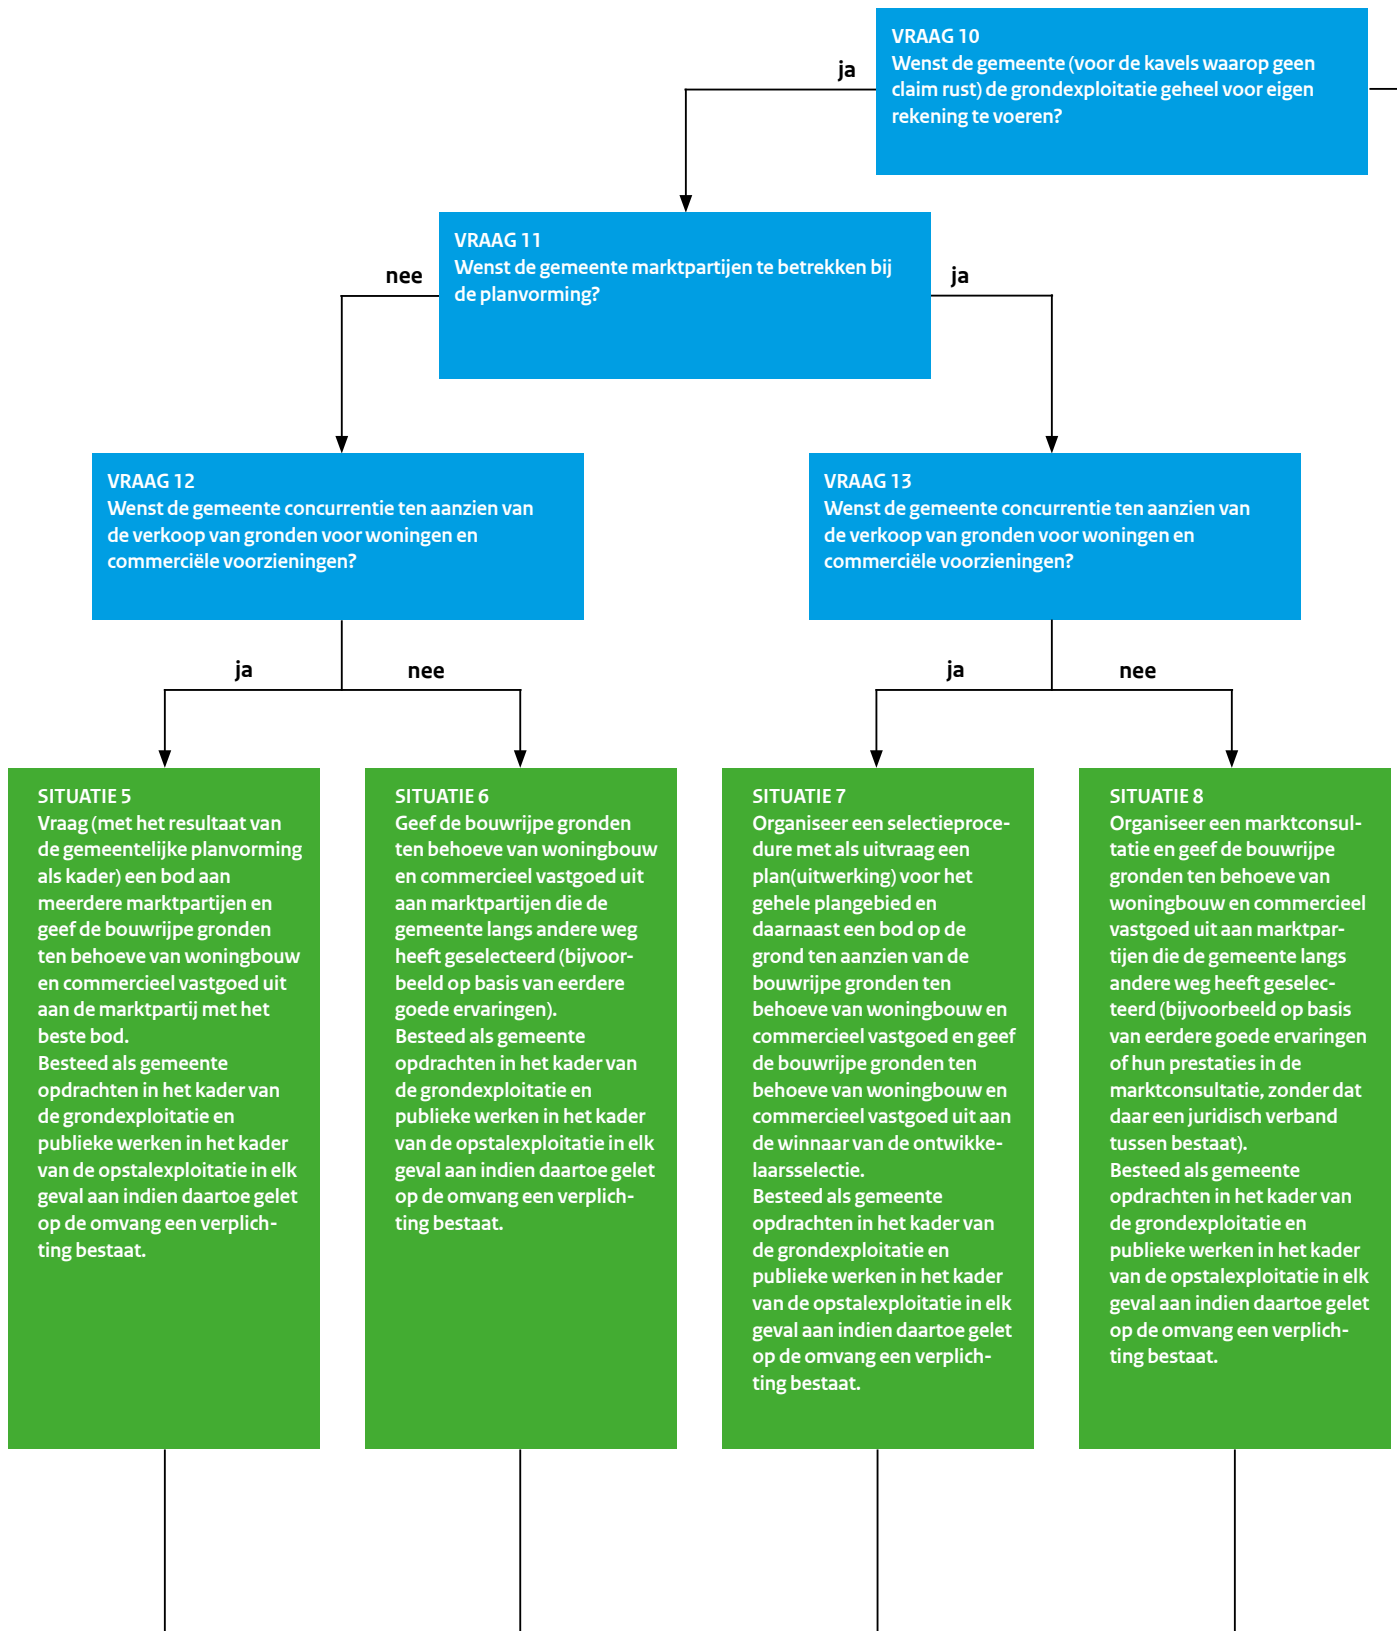 VRAAG 10
Wenst de gemeente (voor de kavels waarop geen
claim rust) de grondexploitatie geheel voor eigen
rekening te voeren?
ja
VRAAG 11
Wenst de gemeente marktpartijen te betrekken bij
de planvorming?
nee
ja
VRAAG 12
Wenst de gemeente concurrentie ten aanzien van
de verkoop van gronden voor woningen en
commerciële voorzieningen?
VRAAG 13
Wenst de gemeente concurrentie ten aanzien van
de verkoop van gronden voor woningen en
commerciële voorzieningen?
ja
nee
ja
nee
SITUATIE 5
Vraag (met het resultaat van
de gemeentelijke planvorming
als kader) een bod aan
meerdere marktpartijen en
geef de bouwrijpe gronden
ten behoeve van woningbouw
en commercieel vastgoed uit
aan de marktpartij met het
beste bod.
Besteed als gemeente
opdrachten in het kader van
de grondexploitatie en
publieke werken in het kader
van de opstalexploitatie in elk
geval aan indien daartoe gelet
op de omvang een verplich-
ting bestaat.
SITUATIE 6
Geef de bouwrijpe gronden
ten behoeve van woningbouw
en commercieel vastgoed uit
aan marktpartijen die de
gemeente langs andere weg
heeft geselecteerd (bijvoor-
beeld op basis van eerdere
goede ervaringen).
Besteed als gemeente
opdrachten in het kader van
de grondexploitatie en
publieke werken in het kader
van de opstalexploitatie in elk
geval aan indien daartoe gelet
op de omvang een verplich-
ting bestaat.
SITUATIE 7
Organiseer een selectieproce-
dure met als uitvraag een
plan(uitwerking) voor het
gehele plangebied en
daarnaast een bod op de
grond ten aanzien van de
bouwrijpe gronden ten
behoeve van woningbouw en
commercieel vastgoed en geef
de bouwrijpe gronden ten
behoeve van woningbouw en
commercieel vastgoed uit aan
de winnaar van de ontwikke-
laarsselectie.
Besteed als gemeente
opdrachten in het kader van
de grondexploitatie en
publieke werken in het kader
van de opstalexploitatie in elk
geval aan indien daartoe gelet
op de omvang een verplich-
ting bestaat.
SITUATIE 8
Organiseer een marktconsul-
tatie en geef de bouwrijpe
gronden ten behoeve van
woningbouw en commercieel
vastgoed uit aan marktpar-
tijen die de gemeente langs
andere weg heeft geselec-
teerd (bijvoorbeeld op basis
van eerdere goede ervaringen
of hun prestaties in de
marktconsultatie, zonder dat
daar een juridisch verband
tussen bestaat).
Besteed als gemeente
opdrachten in het kader van
de grondexploitatie en
publieke werken in het kader
van de opstalexploitatie in elk
geval aan indien daartoe gelet
op de omvang een verplich-
ting bestaat.